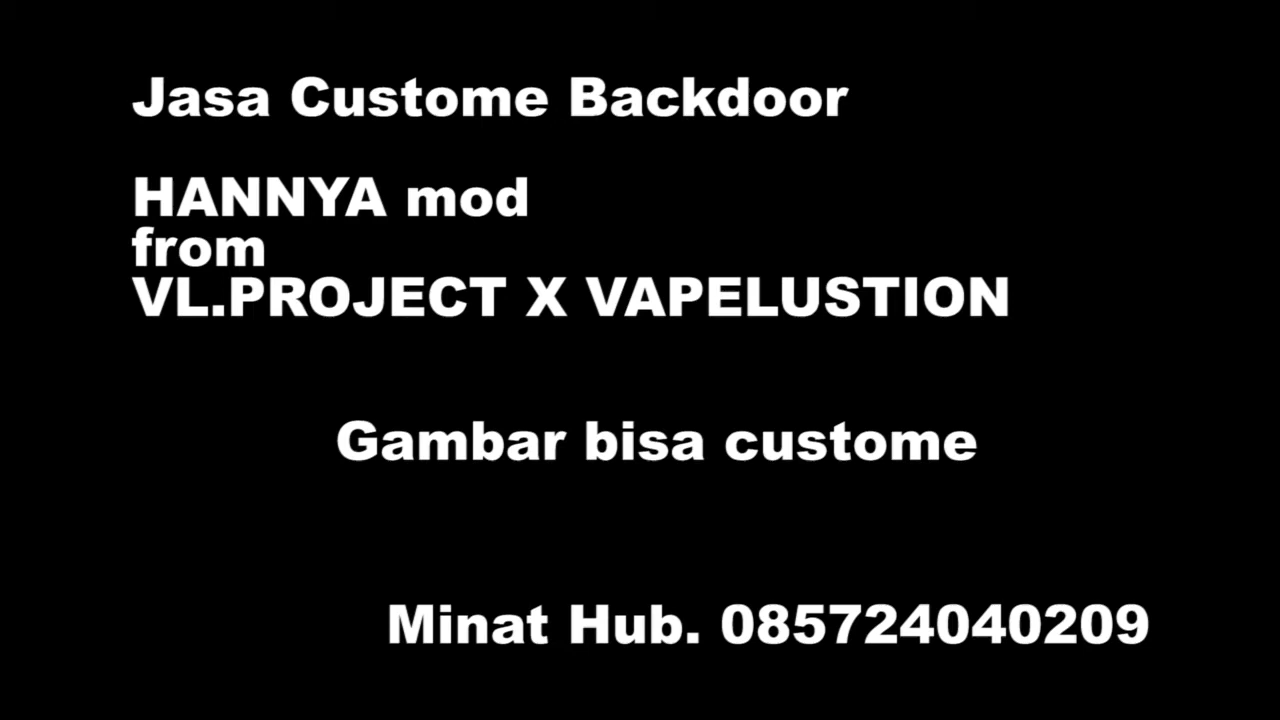 Jasa Custome Backdoor
HANNYA mod
from
VL.PROJECT X VAPELUSTION
Gambar bisa custome
Minat Hub. 085724040209